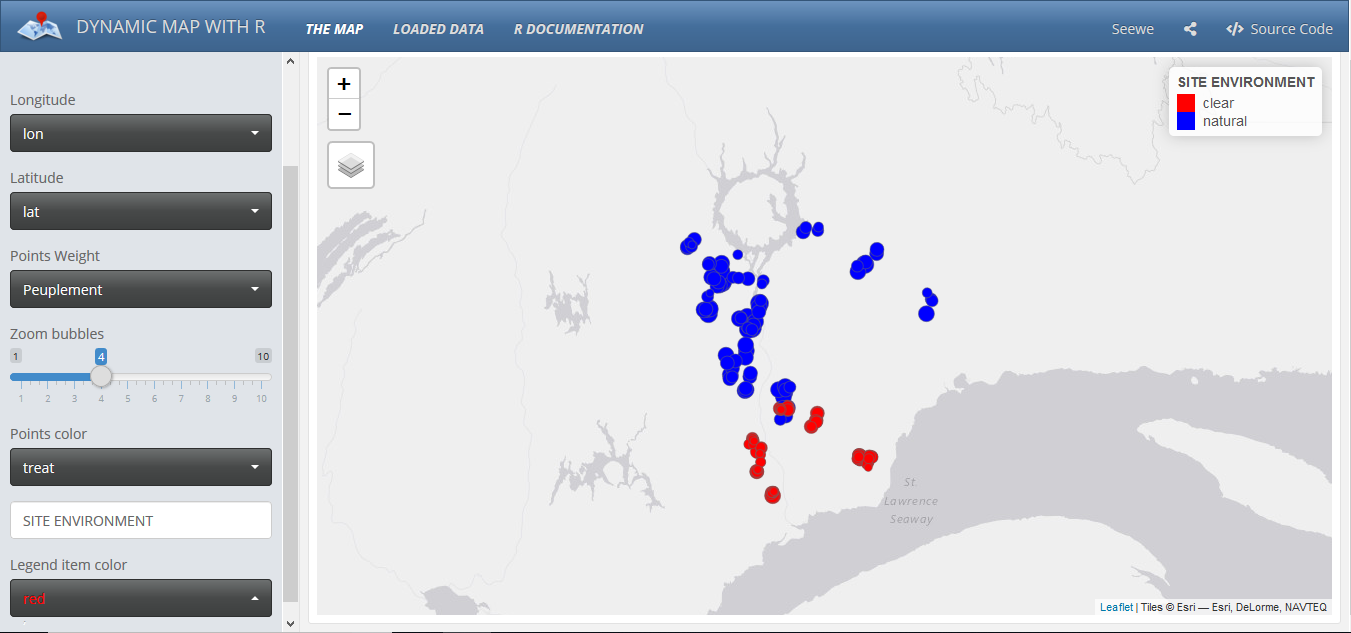 DYNAMIC MAP WITH R
THE MAP
LOADED DATA
R DOCUMENTATION
Seewe
Source Code
Longitude
lon
Latitude
lat
Points Weight
Peuplement
Zoom bubbles
1 4 10
1 2 3 4 5 6 7 8 9 10
Points color
treat
SITE ENVIRONMENT
Legend item color
red
+
−
SITE ENVIRONMENT
clear
natural
St
Lawrence
Seaway
Leaflet | Tiles © Esri — Esri, DeLorme, NAVTEQ